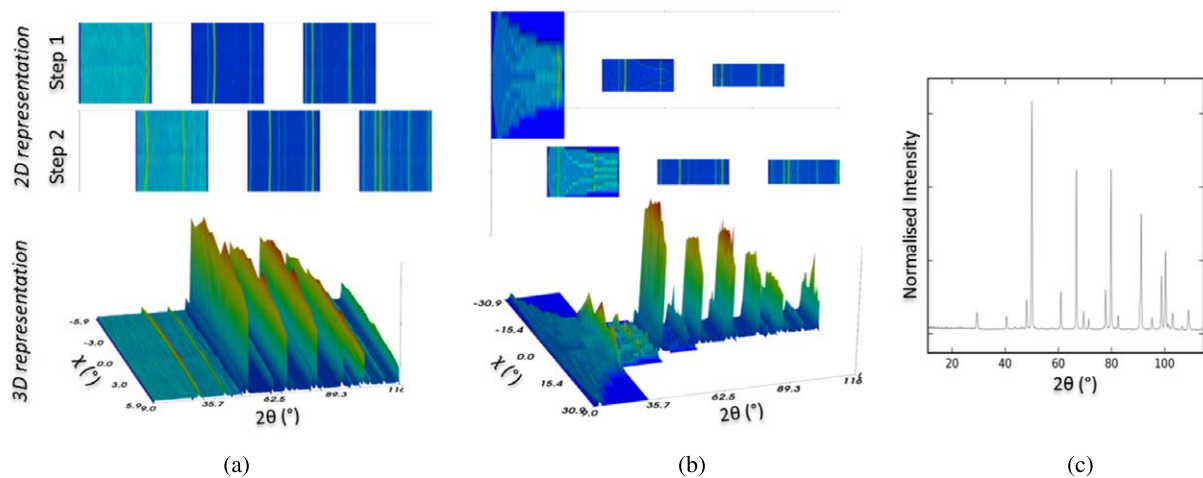 2D representation
Step 1
Step 2
3D representation
-5.9
-3.0
0.0
3.0
5.9
χ (°)
9.0
35.7
62.5
89.3
116
2θ (°)
(a)
-30.9
-15.4
0.0
15.4
30.9
χ (°)
9.0
35.7
62.5
89.3
116
2θ (°)
(b)
Normalised Intensity
20
40
60
80
100
2θ (°)
(c)